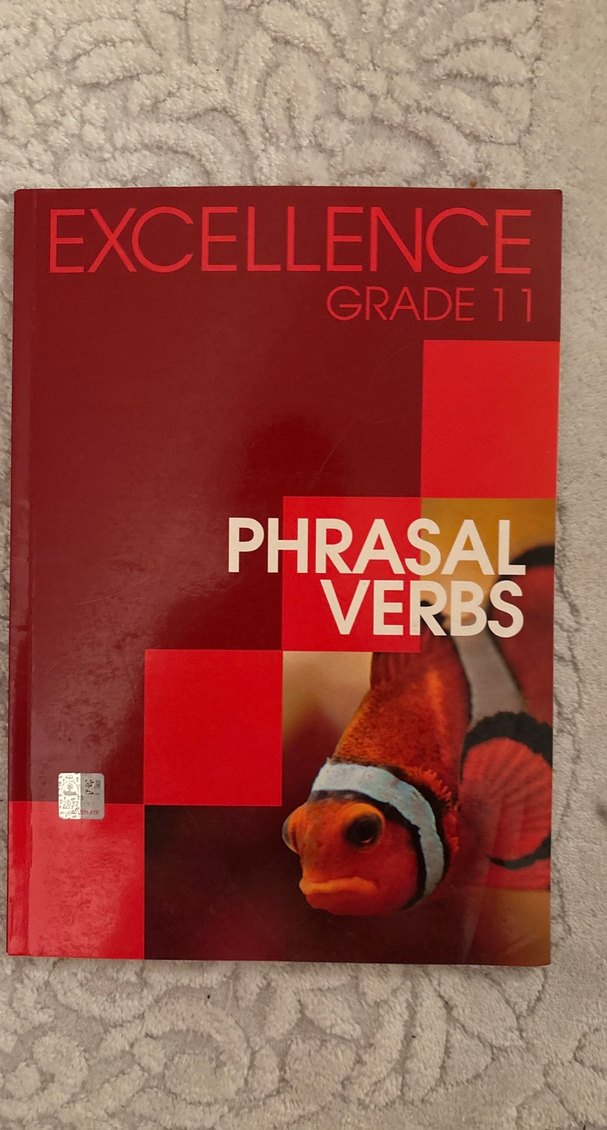 EXCELLENCE
GRADE 11
PHRASAL
VERBS